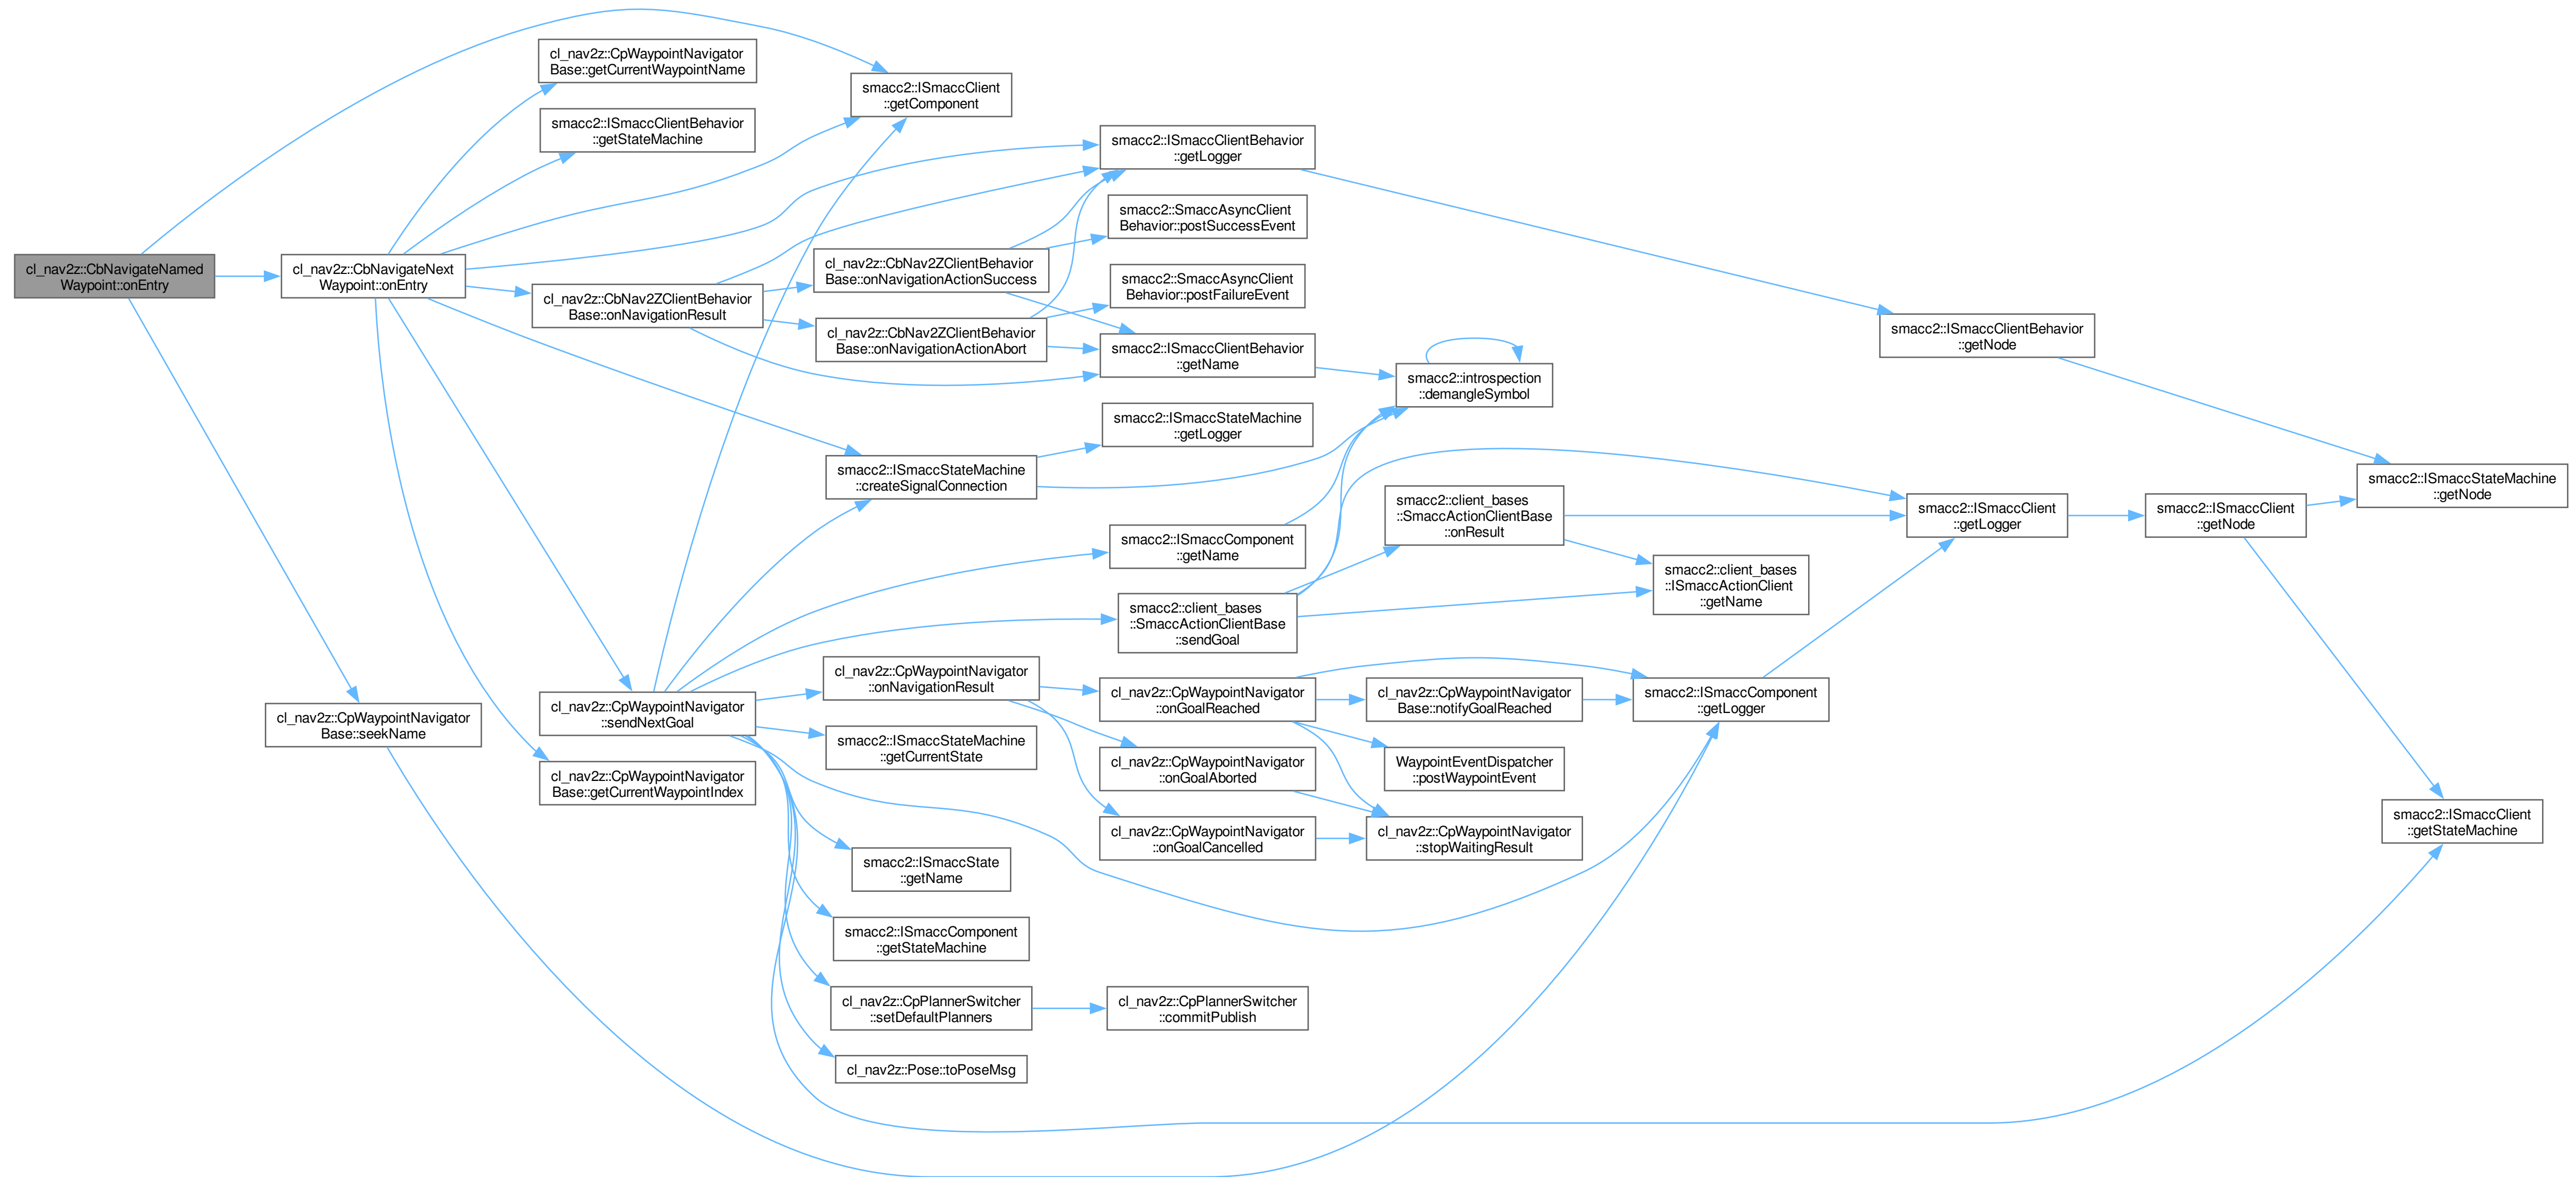 cl_nav2z::CbNavigateNamed
Waypoint::onEntry
cl_nav2z::CbNavigateNext
Waypoint::onEntry
cl_nav2z::CpWaypointNavigator
Base::seekName
cl_nav2z::CpWaypointNavigator
Base::getCurrentWaypointName
smacc2::ISmaccClientBehavior
::getStateMachine
cl_nav2z::CbNav2ZClientBehavior
Base::onNavigationResult
cl_nav2z::CpWaypointNavigator
::sendNextGoal
cl_nav2z::CpWaypointNavigator
Base::getCurrentWaypointIndex
smacc2::ISmaccClient
::getComponent
cl_nav2z::CbNav2ZClientBehavior
Base::onNavigationActionSuccess
cl_nav2z::CbNav2ZClientBehavior
Base::onNavigationActionAbort
smacc2::ISmaccStateMachine
::createSignalConnection
cl_nav2z::CpWaypointNavigator
::onNavigationResult
smacc2::ISmaccStateMachine
::getCurrentState
smacc2::ISmaccState
::getName
smacc2::ISmaccComponent
::getStateMachine
cl_nav2z::CpPlannerSwitcher
::setDefaultPlanners
cl_nav2z::Pose::toPoseMsg
smacc2::ISmaccClientBehavior
::getLogger
smacc2::SmaccAsyncClient
Behavior::postSuccessEvent
smacc2::SmaccAsyncClient
Behavior::postFailureEvent
smacc2::ISmaccClientBehavior
::getName
smacc2::ISmaccStateMachine
::getLogger
smacc2::ISmaccComponent
::getName
smacc2::client_bases
::SmaccActionClientBase
::sendGoal
cl_nav2z::CpWaypointNavigator
::onGoalReached
cl_nav2z::CpWaypointNavigator
::onGoalAborted
cl_nav2z::CpWaypointNavigator
::onGoalCancelled
cl_nav2z::CpPlannerSwitcher
::commitPublish
smacc2::introspection
::demangleSymbol
smacc2::client_bases
::SmaccActionClientBase
::onResult
cl_nav2z::CpWaypointNavigator
Base::notifyGoalReached
WaypointEventDispatcher
::postWaypointEvent
cl_nav2z::CpWaypointNavigator
::stopWaitingResult
smacc2::client_bases
::ISmaccActionClient
::getName
smacc2::ISmaccComponent
::getLogger
smacc2::ISmaccClientBehavior
::getNode
smacc2::ISmaccClient
::getLogger
smacc2::ISmaccClient
::getNode
smacc2::ISmaccStateMachine
::getNode
smacc2::ISmaccClient
::getStateMachine